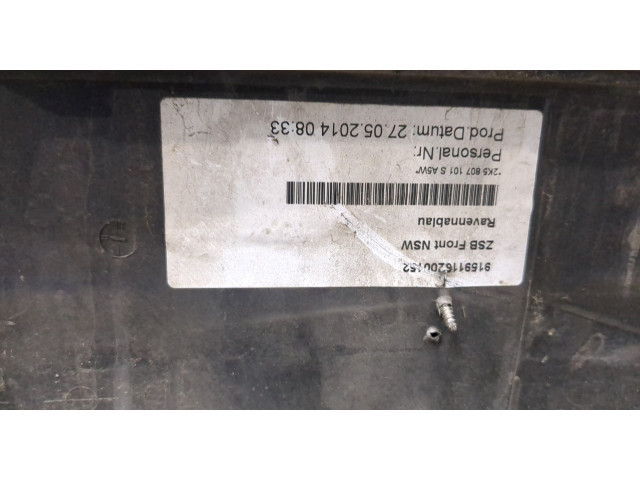 9159116200152
ZSB Front NSW
Ravennablau
*2K5 807 101 S A5W*
Personal.Nr:
Prod.Datum: 27.05.2014 08:33